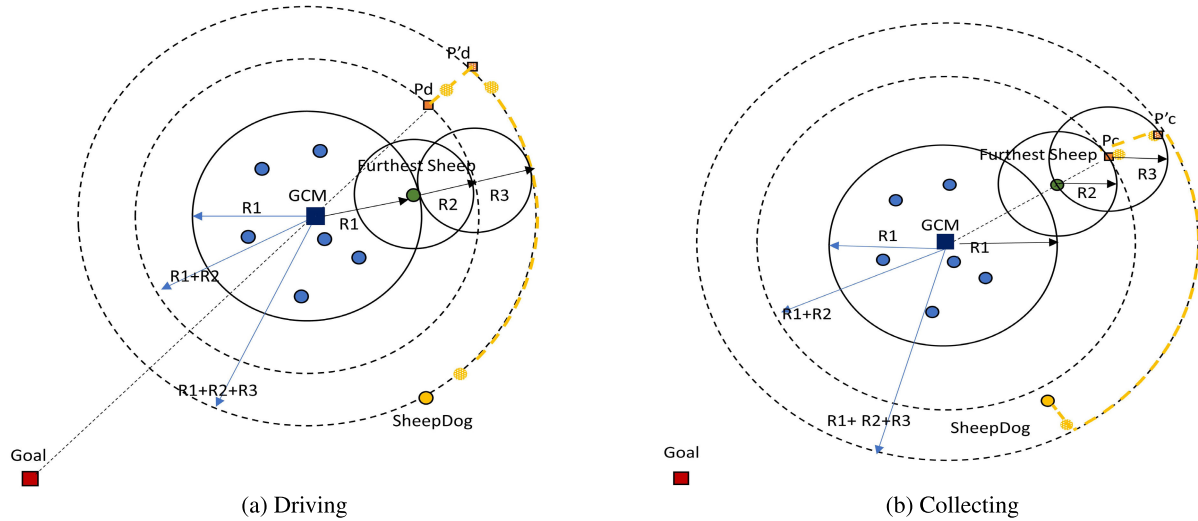 P'd
Pd
Furthest Sheep
GCM
R1
R1
R2
R3
R1+R2
R1+R2+R3
SheepDog
Goal
(a) Driving
P'c
Pc
Furthest Sheep
R3
R2
GCM
R1
R1
R1+R2
R1+ R2+R3
SheepDog
Goal
(b) Collecting